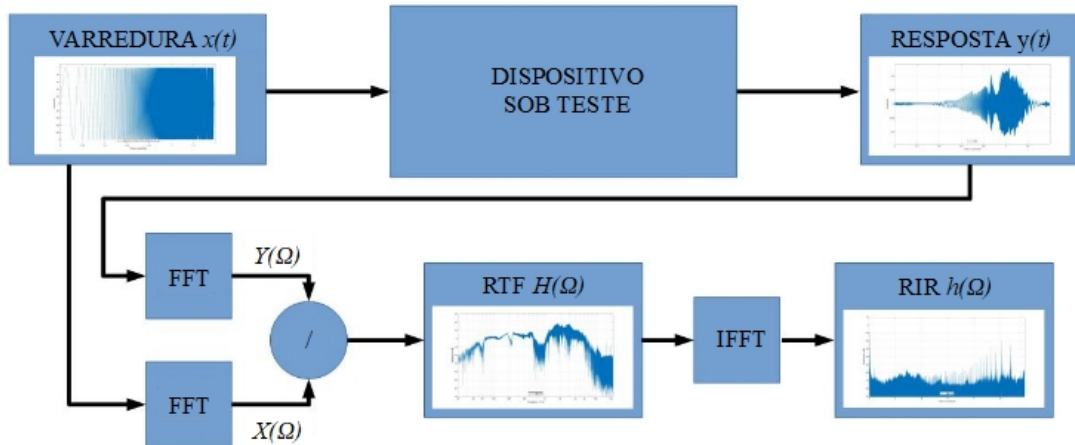 VARREDURA x(t)
DISPOSITIVO
SOB TESTE
RESPOSTA y(t)
FFT
Y(Ω)
RTF H(Ω)
IFFT
RIR h(Ω)
/
FFT
X(Ω)